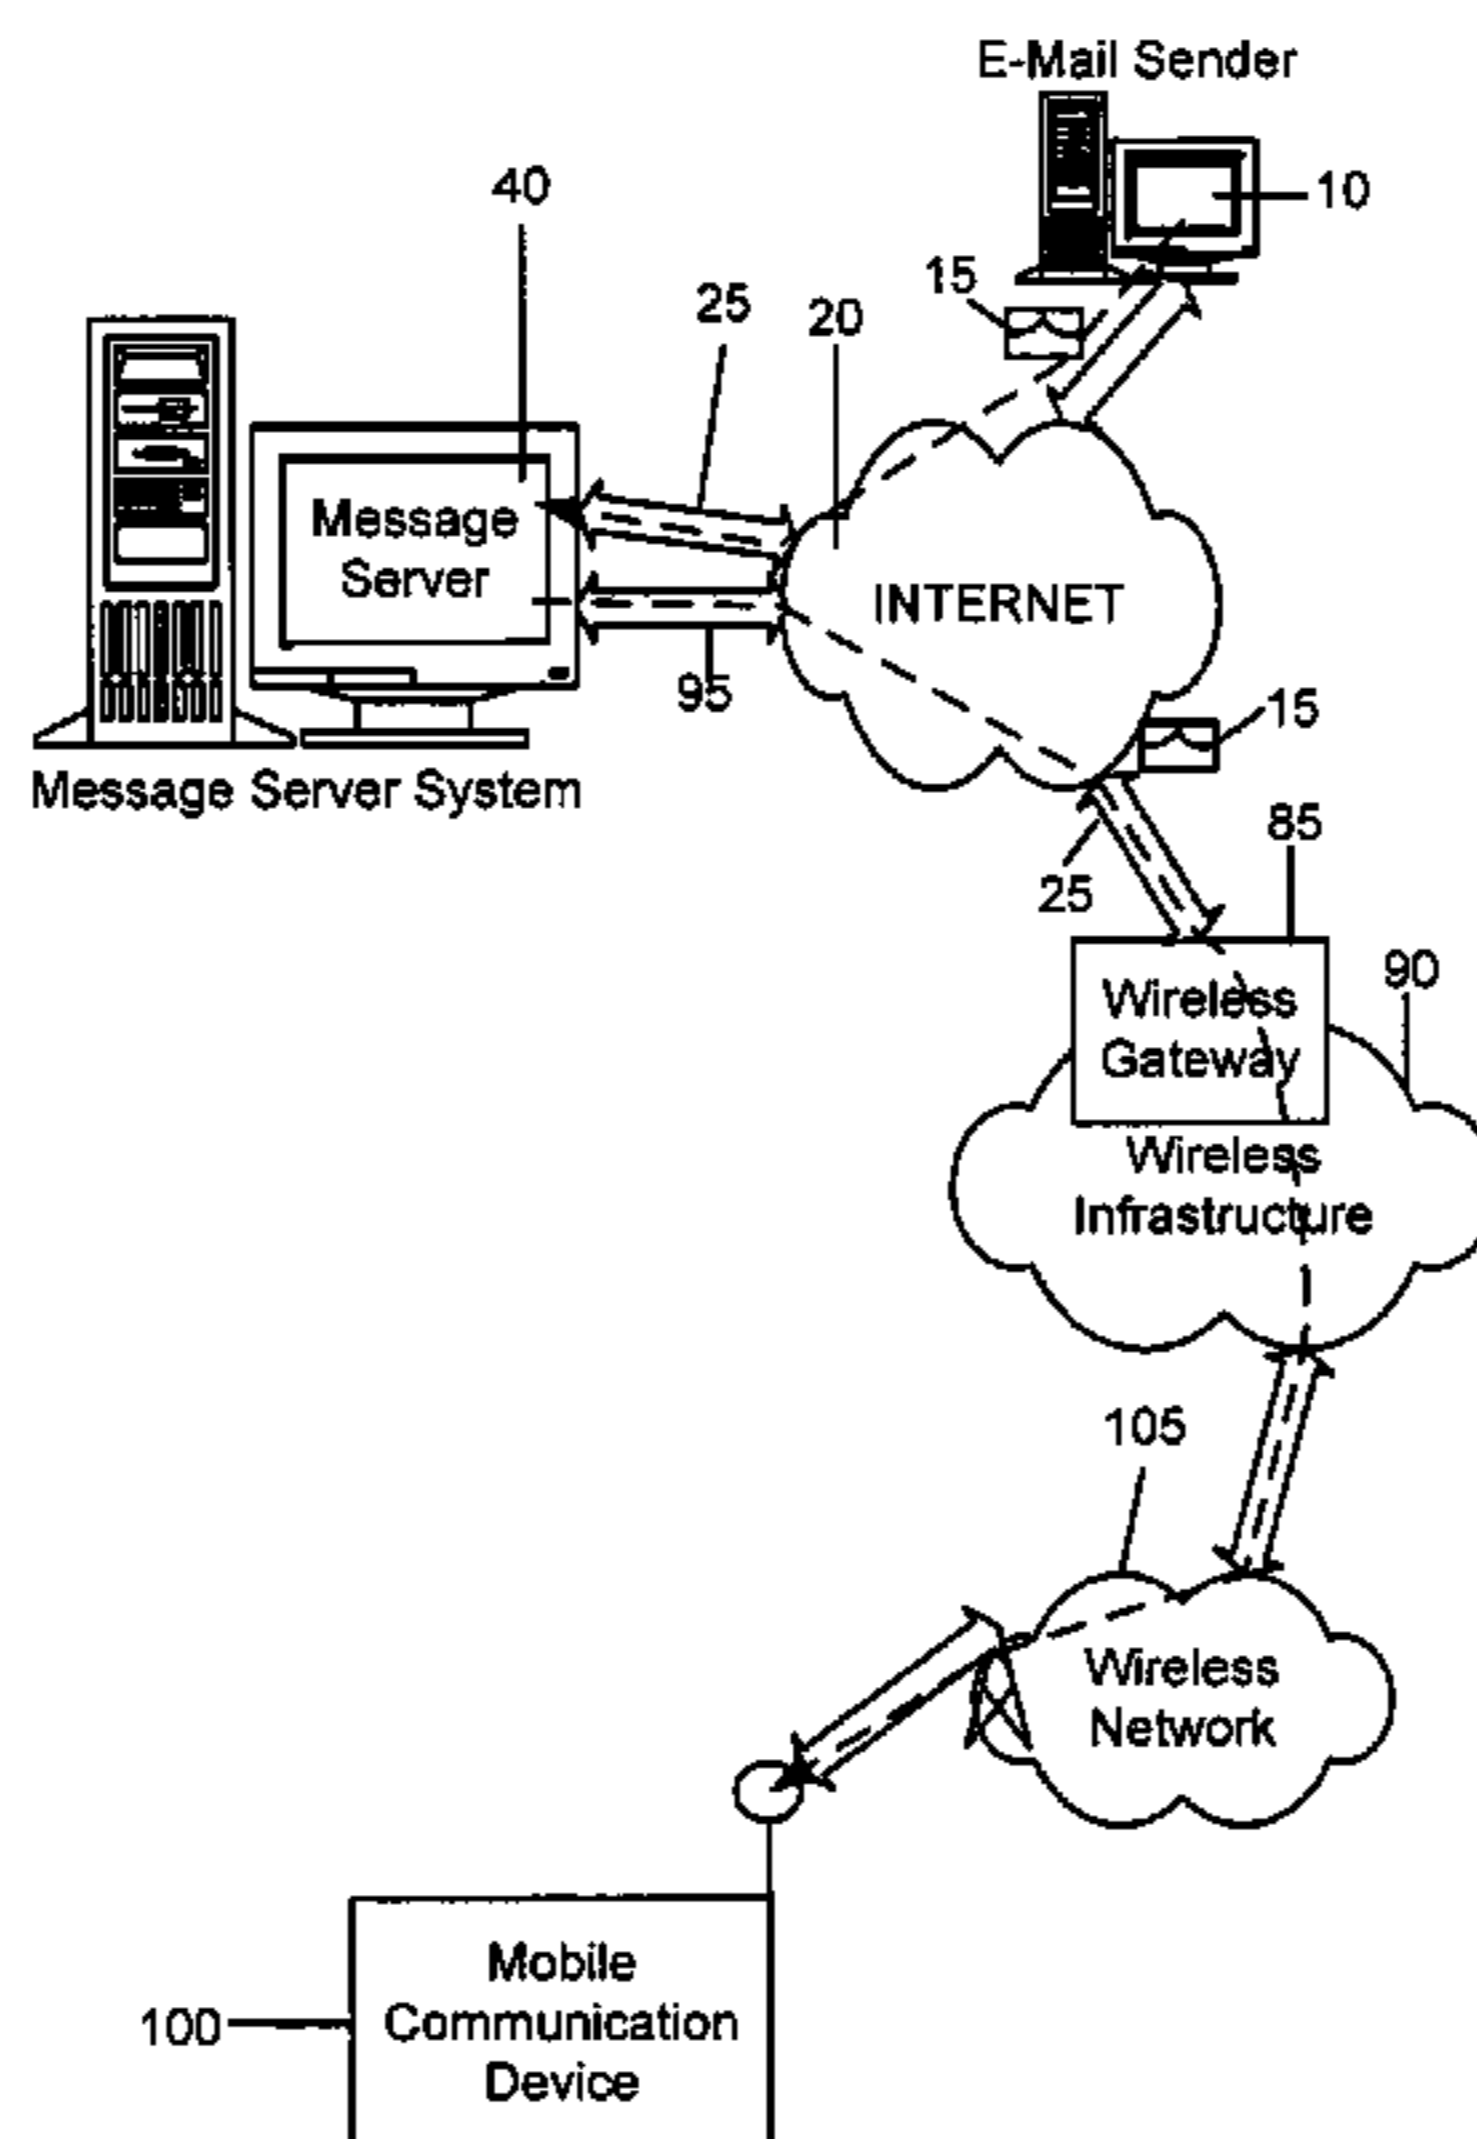 E-Mail Sender
10
40
15
25
20
Message
Server
INTERNET
95
15
Message Server System
85
25
90
Wireless
Gateway
Wireless
Infrastructure
105
Wireless
Network
Mobile
100
Communication
Device